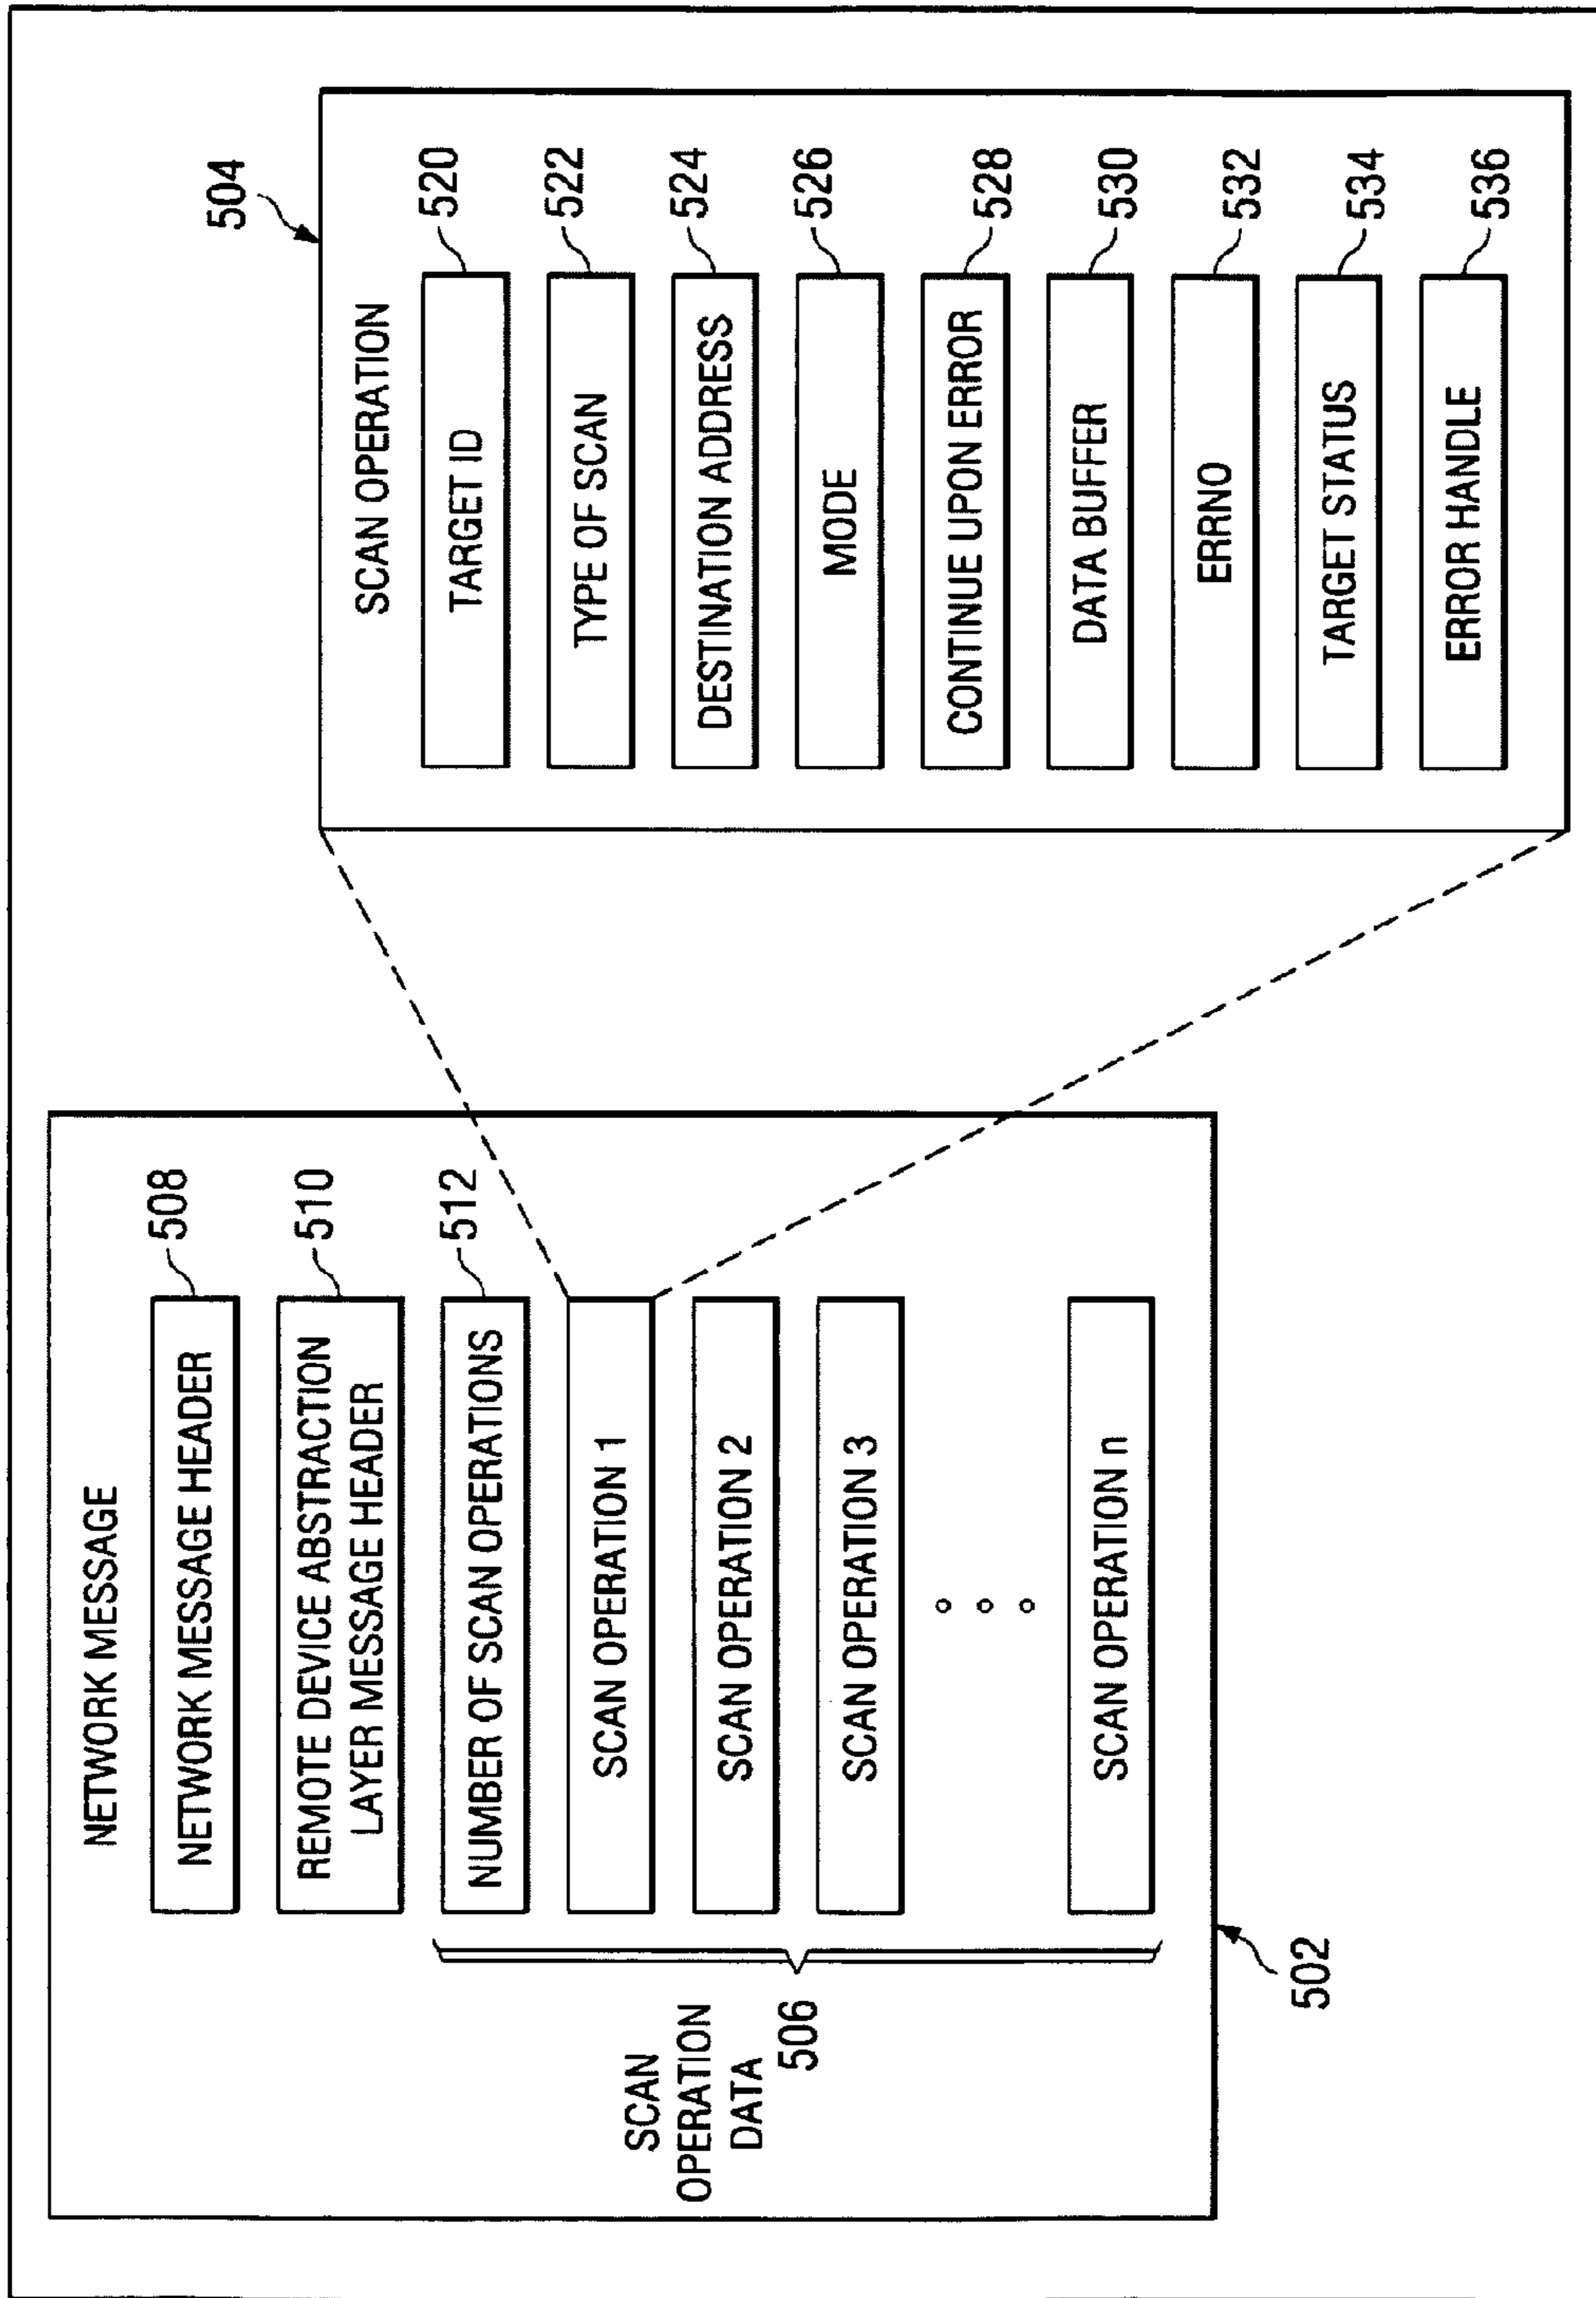 NETWORK MESSAGE
NETWORK MESSAGE HEADER
508
REMOTE DEVICE ABSTRACTION
LAYER MESSAGE HEADER
510
NUMBER OF SCAN OPERATIONS
512
SCAN OPERATION 1
SCAN OPERATION 2
SCAN OPERATION 3
SCAN OPERATION n
SCAN
OPERATION
DATA
506
502
504
SCAN OPERATION
TARGET ID
520
TYPE OF SCAN
522
DESTINATION ADDRESS
524
MODE
526
CONTINUE UPON ERROR
528
DATA BUFFER
530
ERRNO
532
TARGET STATUS
534
ERROR HANDLE
536